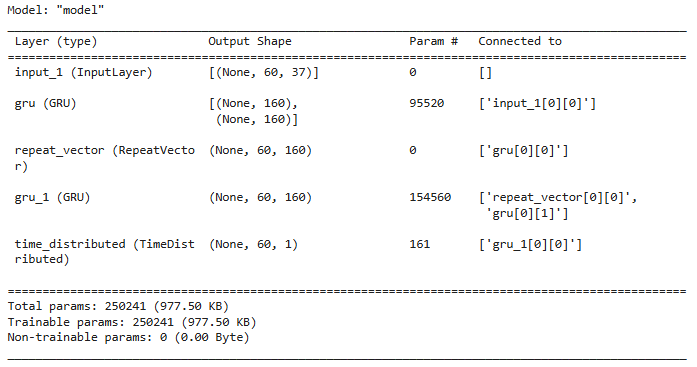 Model: "model"
Layer (type) Output Shape Param # Connected to
input_1 (InputLayer) [(None, 60, 37)] 0 []
gru (GRU) [(None, 160), 95520 ['input_1[0][0]']
(None, 160)]
repeat_vector (RepeatVecto (None, 60, 160) 0 ['gru[0][0]']
r)
gru_1 (GRU) (None, 60, 160) 154560 ['repeat_vector[0][0]',
'gru[0][1]']
time_distributed (TimeDist (None, 60, 1) 161 ['gru_1[0][0]']
ributed)
Total params: 250241 (977.50 KB)
Trainable params: 250241 (977.50 KB)
Non-trainable params: 0 (0.00 Byte)